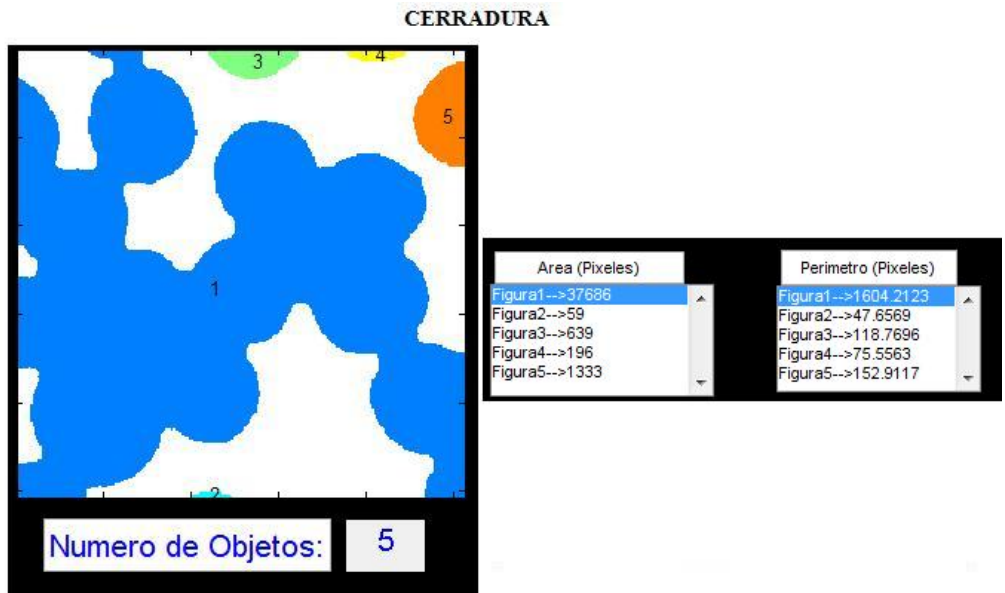 CERRADURA
3
4
5
1
2
Numero de Objetos: 5
Area (Pixeles)
Figura1-->37686
Figura2-->59
Figura3-->639
Figura4-->196
Figura5-->1333
Perimetro (Pixeles)
Figura1-->1604.2123
Figura2-->47.6569
Figura3-->118.7696
Figura4-->75.5563
Figura5-->152.9117